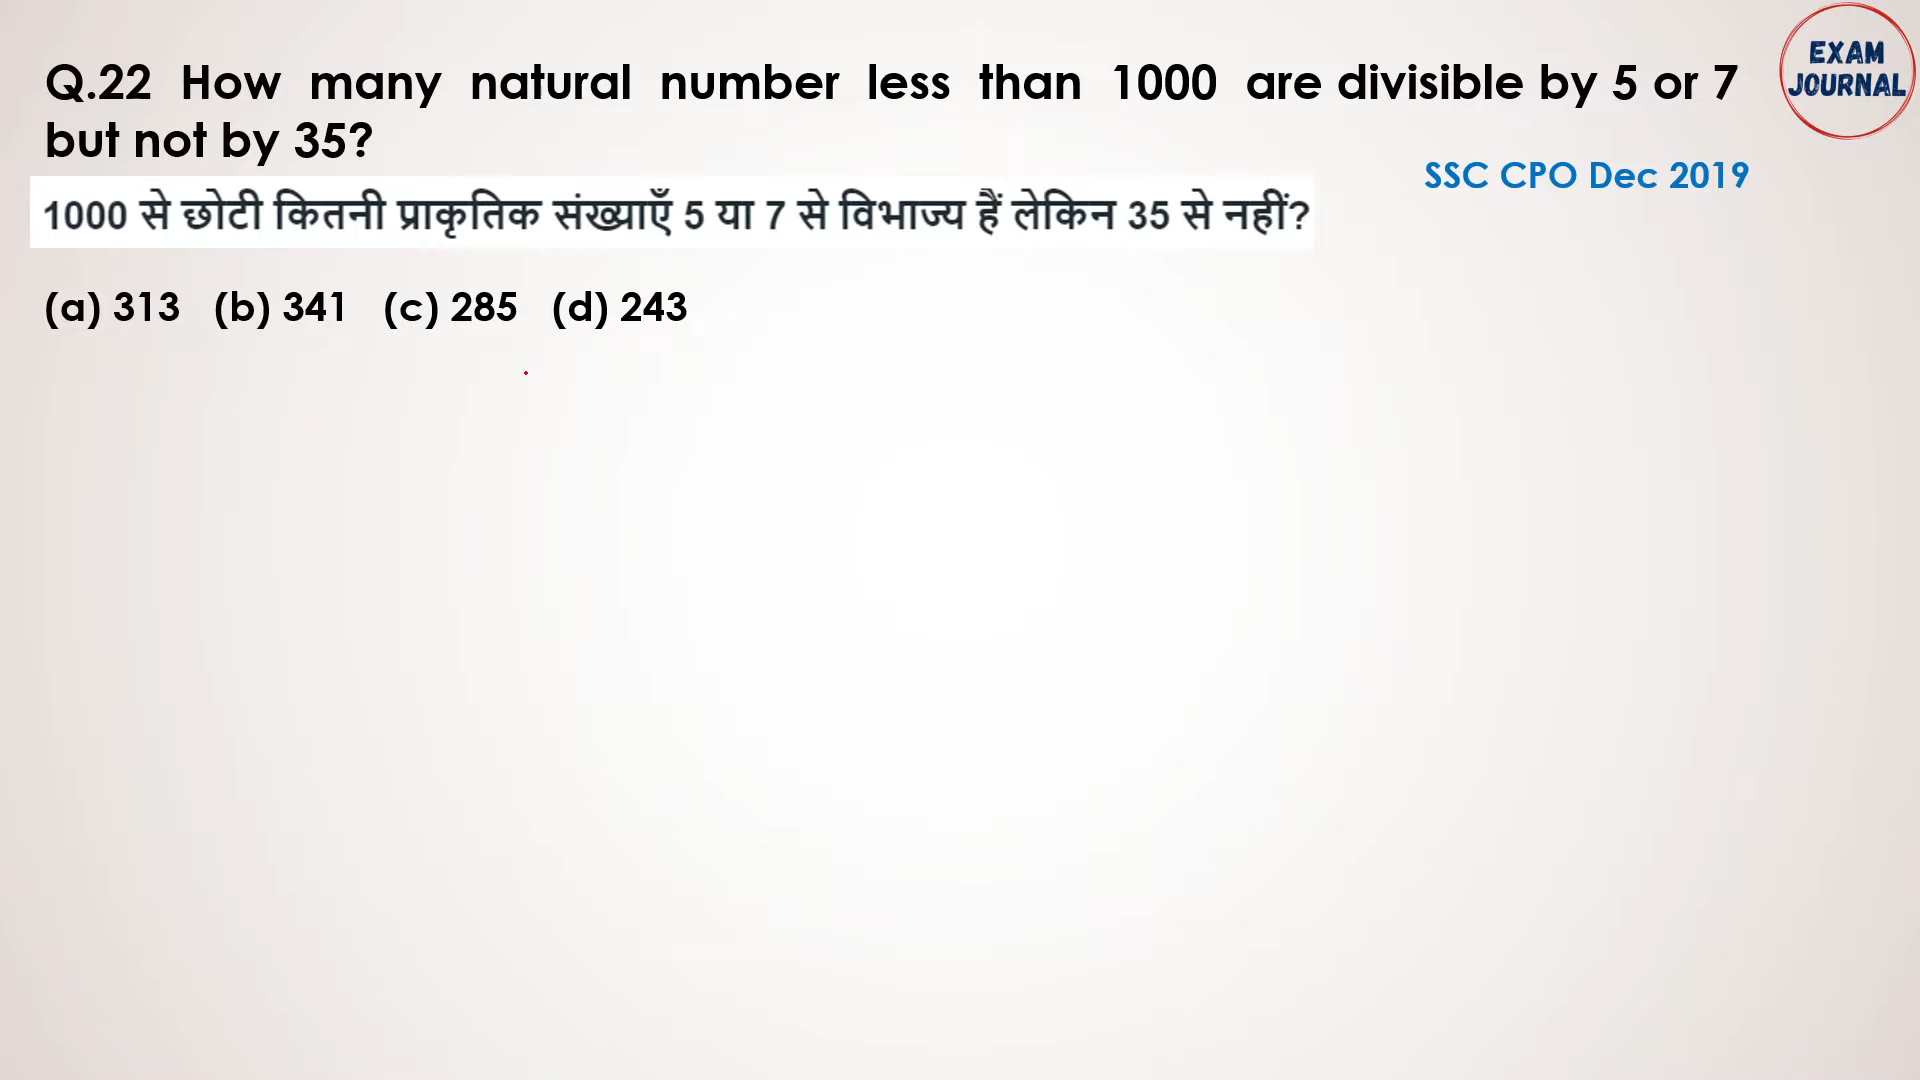 Q.22 How many natural number less than 1000 are divisible by 5 or 7
but not by 35?
EXAM
JOURNAL
SSC CPO Dec 2019
1000 से छोटी कितनी प्राकृतिक संख्याएँ 5 या 7 से विभाज्य हैं लेकिन 35 से नहीं?
(a) 313 (b) 341 (c) 285 (d) 243